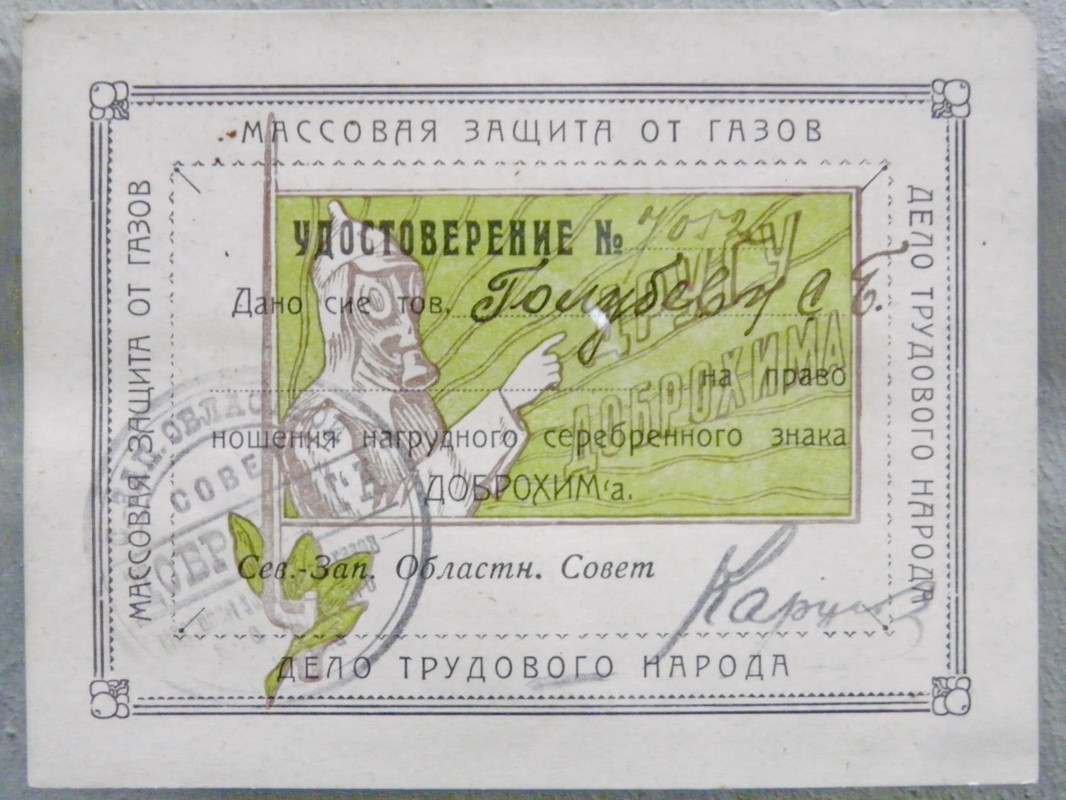 МАССОВАЯ ЗАЩИТА ОТ ГАЗОВ
МАССОВАЯ ЗАЩИТА ОТ ГАЗОВ
ДЕЛО ТРУДОВОГО НАРОДА
УДОСТОВЕРЕНИЕ №
ДРУГУ
ДОБРОХИМА
Дано сие тов. Голубеву С Б.
на право
ношения нагрудного серебренного знака
ДОБРОХИМ‘а.
Сев.-Зап. Областн. Совет
ДЕЛО ТРУДОВОГО НАРОДА